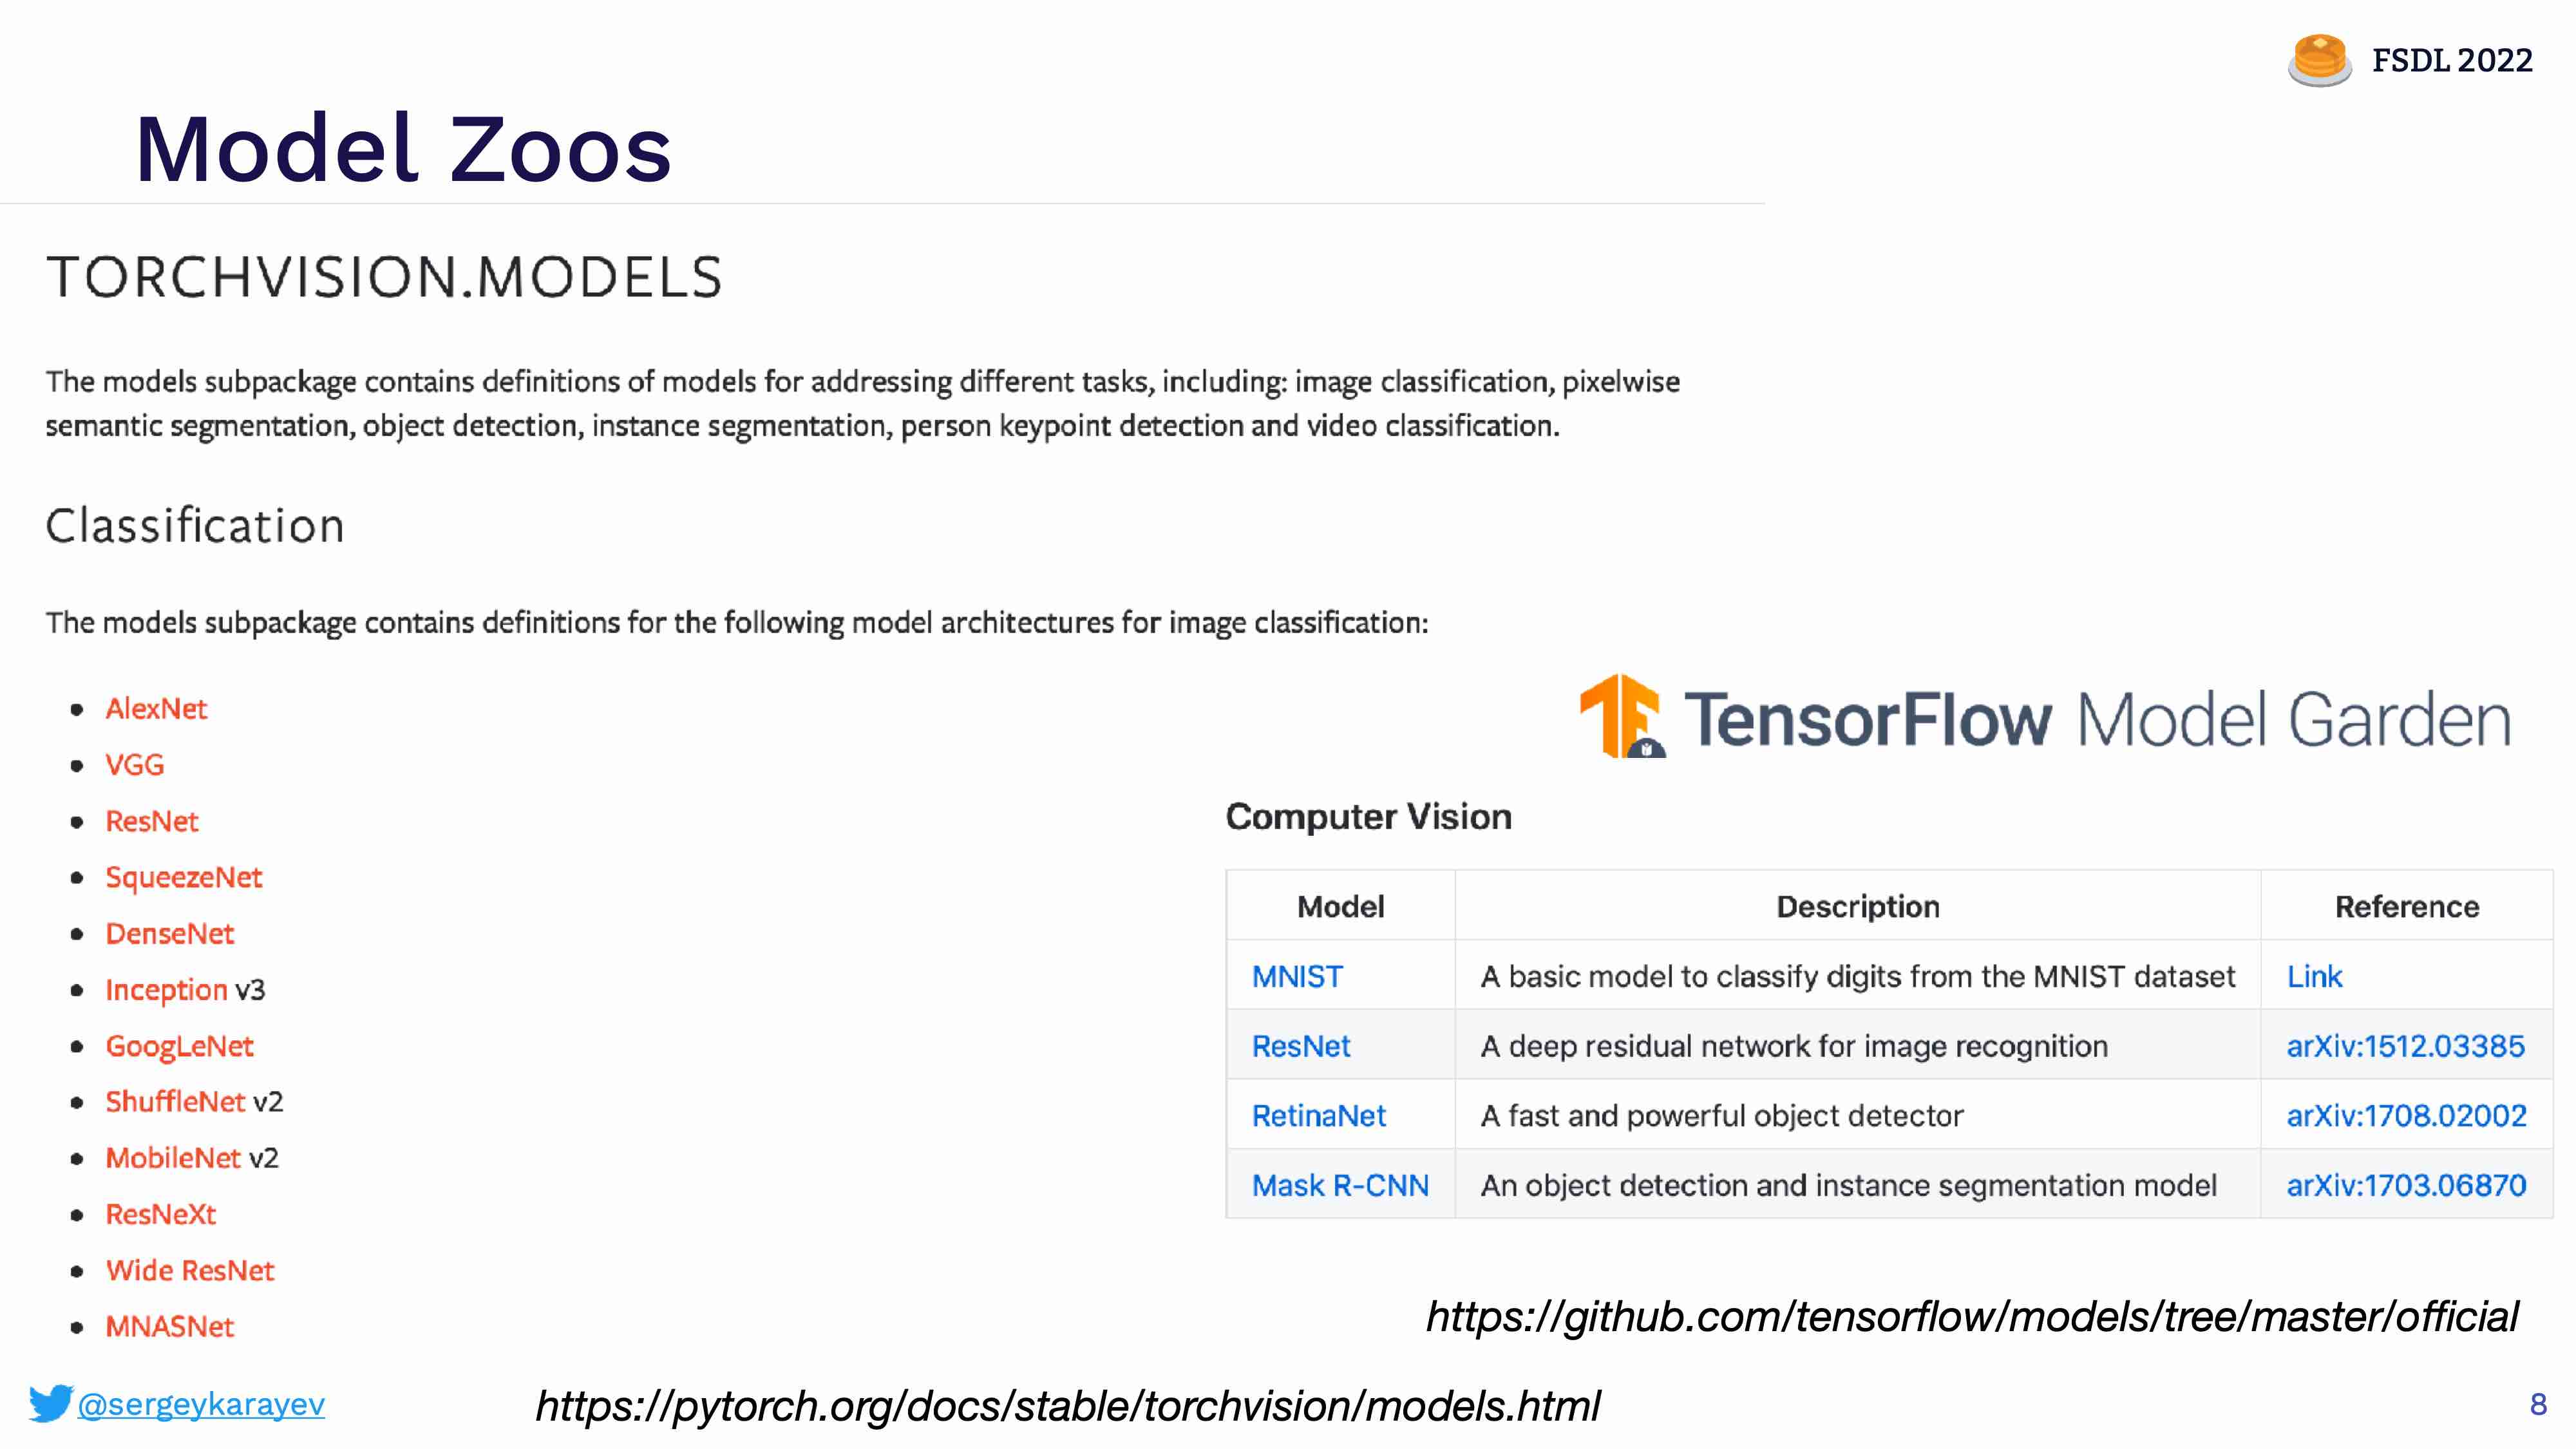 FSDL 2022
Model Zoos
TORCHVISION.MODELS
The models subpackage contains definitions of models for addressing different tasks, including: image classification, pixelwise
semantic segmentation, object detection, instance segmentation, person keypoint detection and video classification.
Classification
The models subpackage contains definitions for the following model architectures for image classification:
• AlexNet
• VGG
• ResNet
• SqueezeNet
• DenseNet
• Inception v3
• GoogLeNet
• ShuffleNet v2
• MobileNet v2
• ResNeXt
• Wide ResNet
• MNASNet
TensorFlow Model Garden
Computer Vision
Model Description Reference
MNIST A basic model to classify digits from the MNIST dataset Link
ResNet A deep residual network for image recognition arXiv:1512.03385
RetinaNet A fast and powerful object detector arXiv:1708.02002
Mask R-CNN An object detection and instance segmentation model arXiv:1703.06870
https://github.com/tensorflow/models/tree/master/official
@sergeykarayev
https://pytorch.org/docs/stable/torchvision/models.html
8